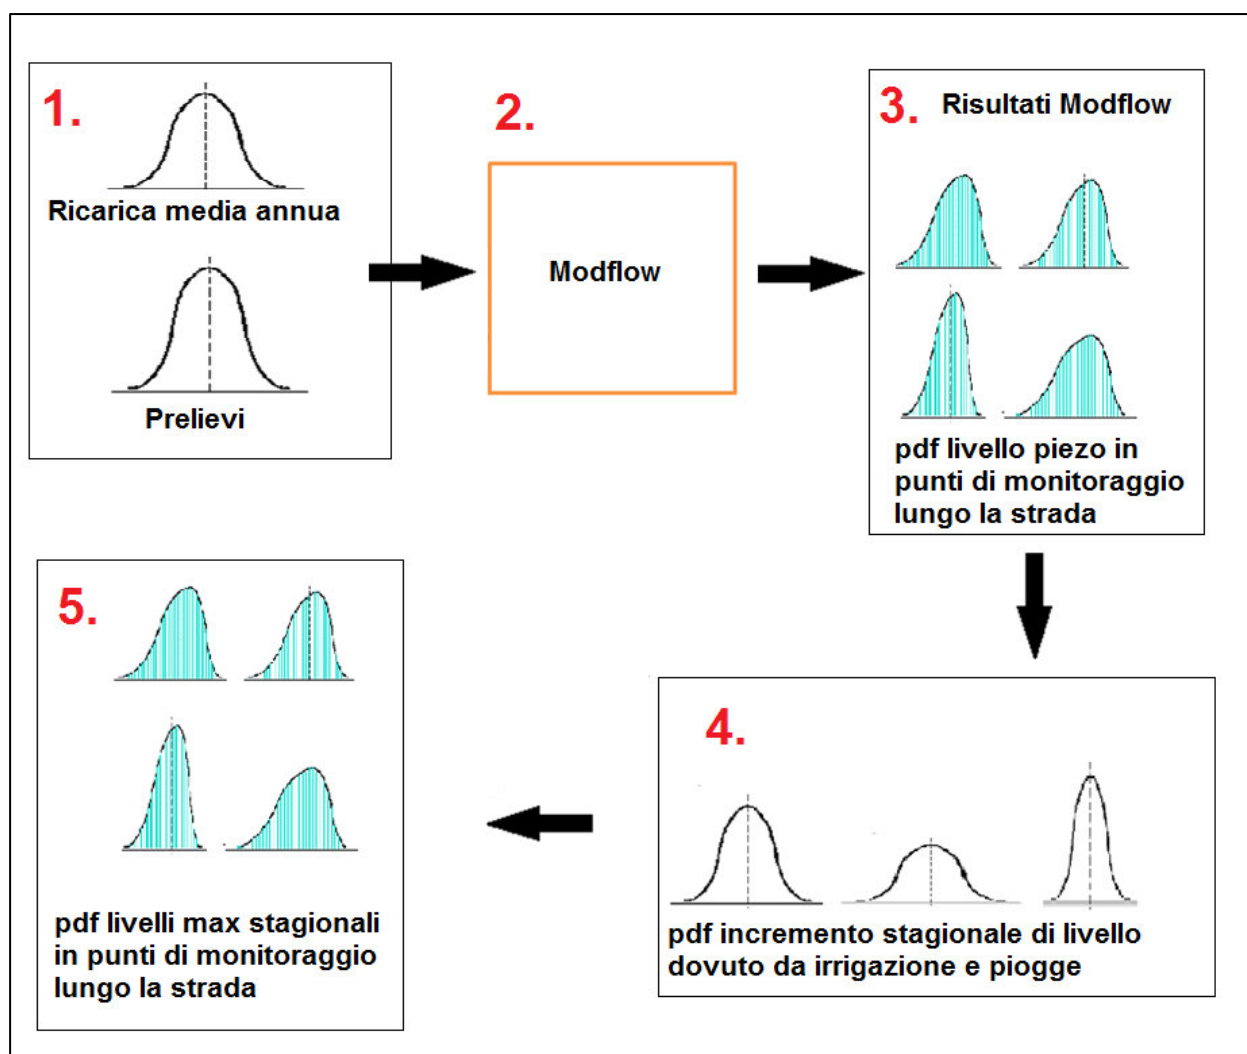 1.
Ricarica media annua
Prelievi
2.
Modflow
3.
Risultati Modflow
pdf livello piezo in
punti di monitoraggio
lungo la strada
4.
pdf incremento stagionale di livello
dovuto da irrigazione e piogge
5.
pdf livelli max stagionali
in punti di monitoraggio
lungo la strada